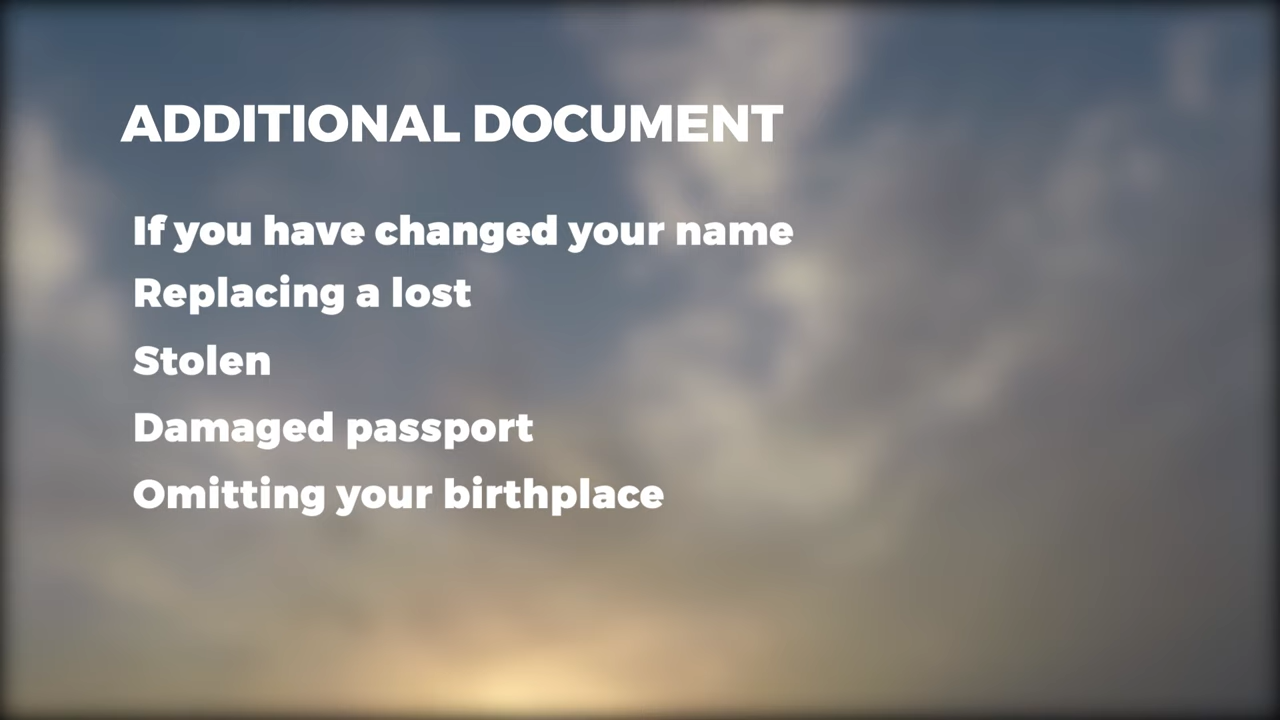 ADDITIONAL DOCUMENT
If you have changed your name
Replacing a lost
Stolen
Damaged passport
Omitting your birthplace